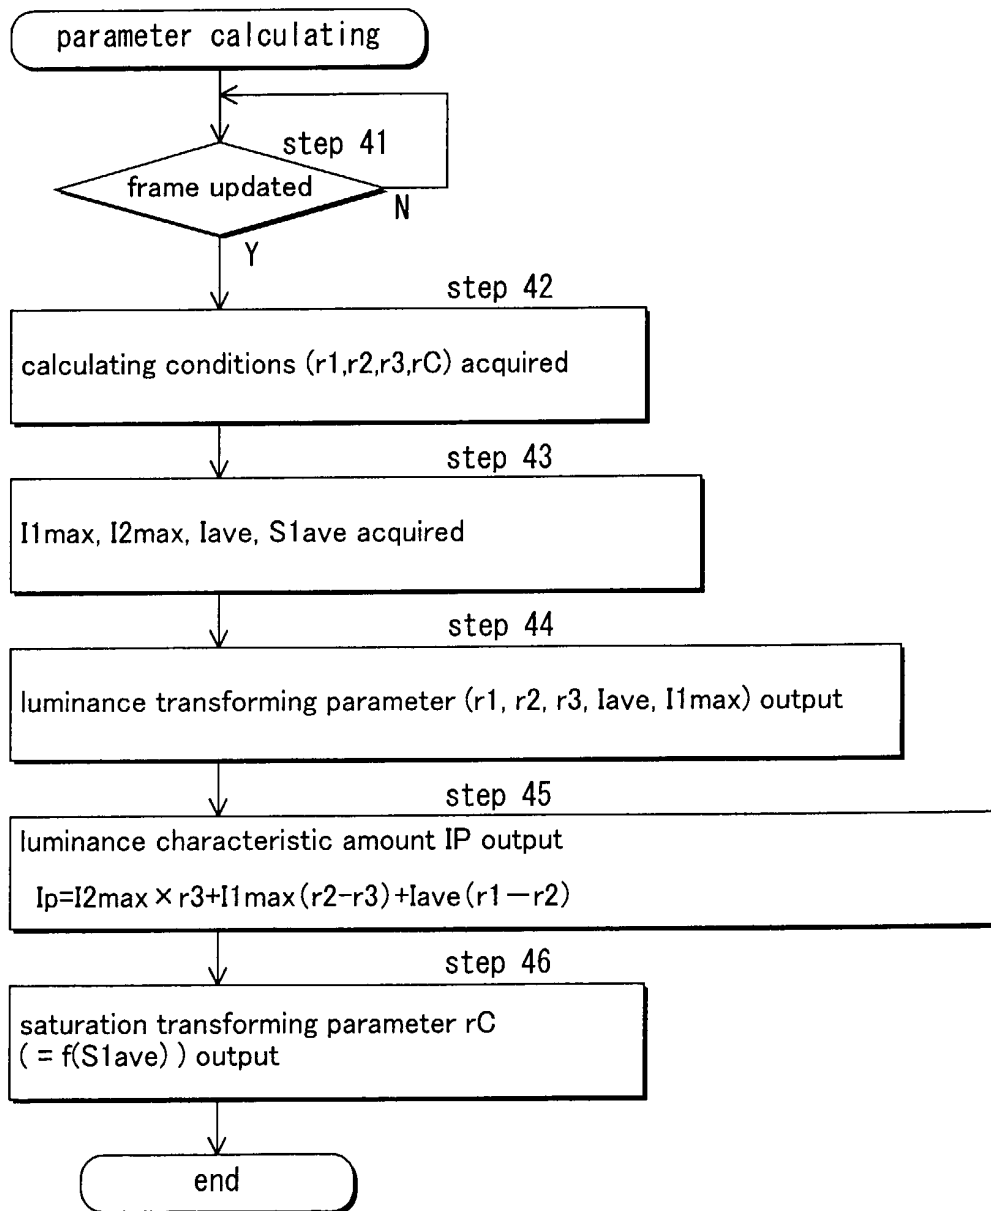 parameter calculating
step 41
frame updated
N
Y
step 42
calculating conditions (r1,r2,r3,rC) acquired
step 43
I1max, I2max, Iave, S1ave acquired
step 44
luminance transforming parameter (r1, r2, r3, Iave, I1max) output
step 45
luminance characteristic amount IP output
Ip=I2max×r3+I1max(r2-r3)+Iave(r1−r2)
step 46
saturation transforming parameter rC
( = f(S1ave) ) output
end